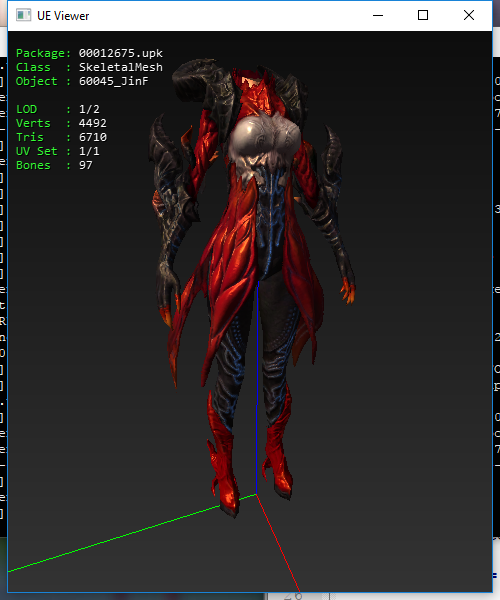 UE Viewer
Package: 00012675.upk
Class  : SkeletalMesh
Object : 60045_JinF
LOD    : 1/2
Verts  : 4492
Tris   : 6710
UV Set : 1/1
Bones  : 97